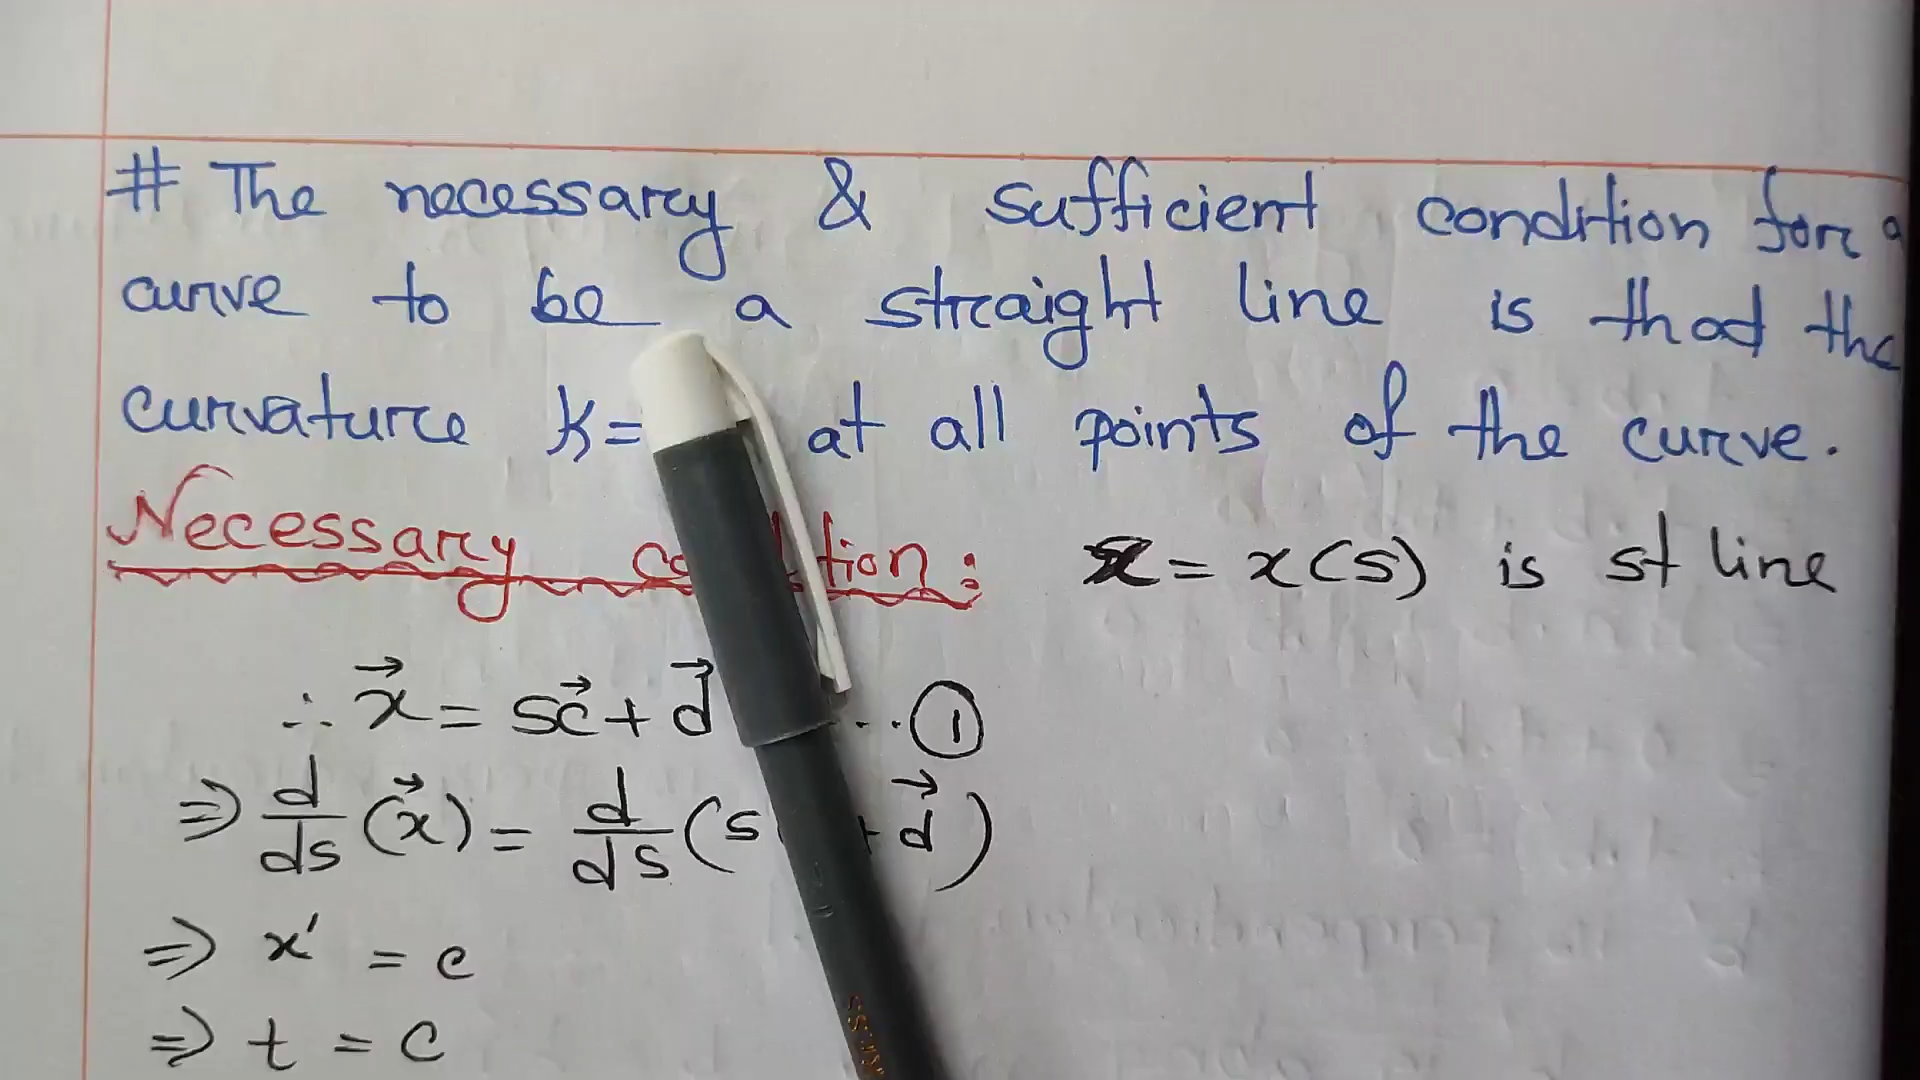 # The necessary & sufficient condition for a
curve to be a straight line is that the
curvature K= at all points of the curve.
Necessary condition: x = x(s) is st line
∴ x⃗ = sc⃗ + d⃗ ... ①
⇒ d/ds (x⃗) = d/ds (s + d⃗)
⇒ x' = c
⇒ t = c